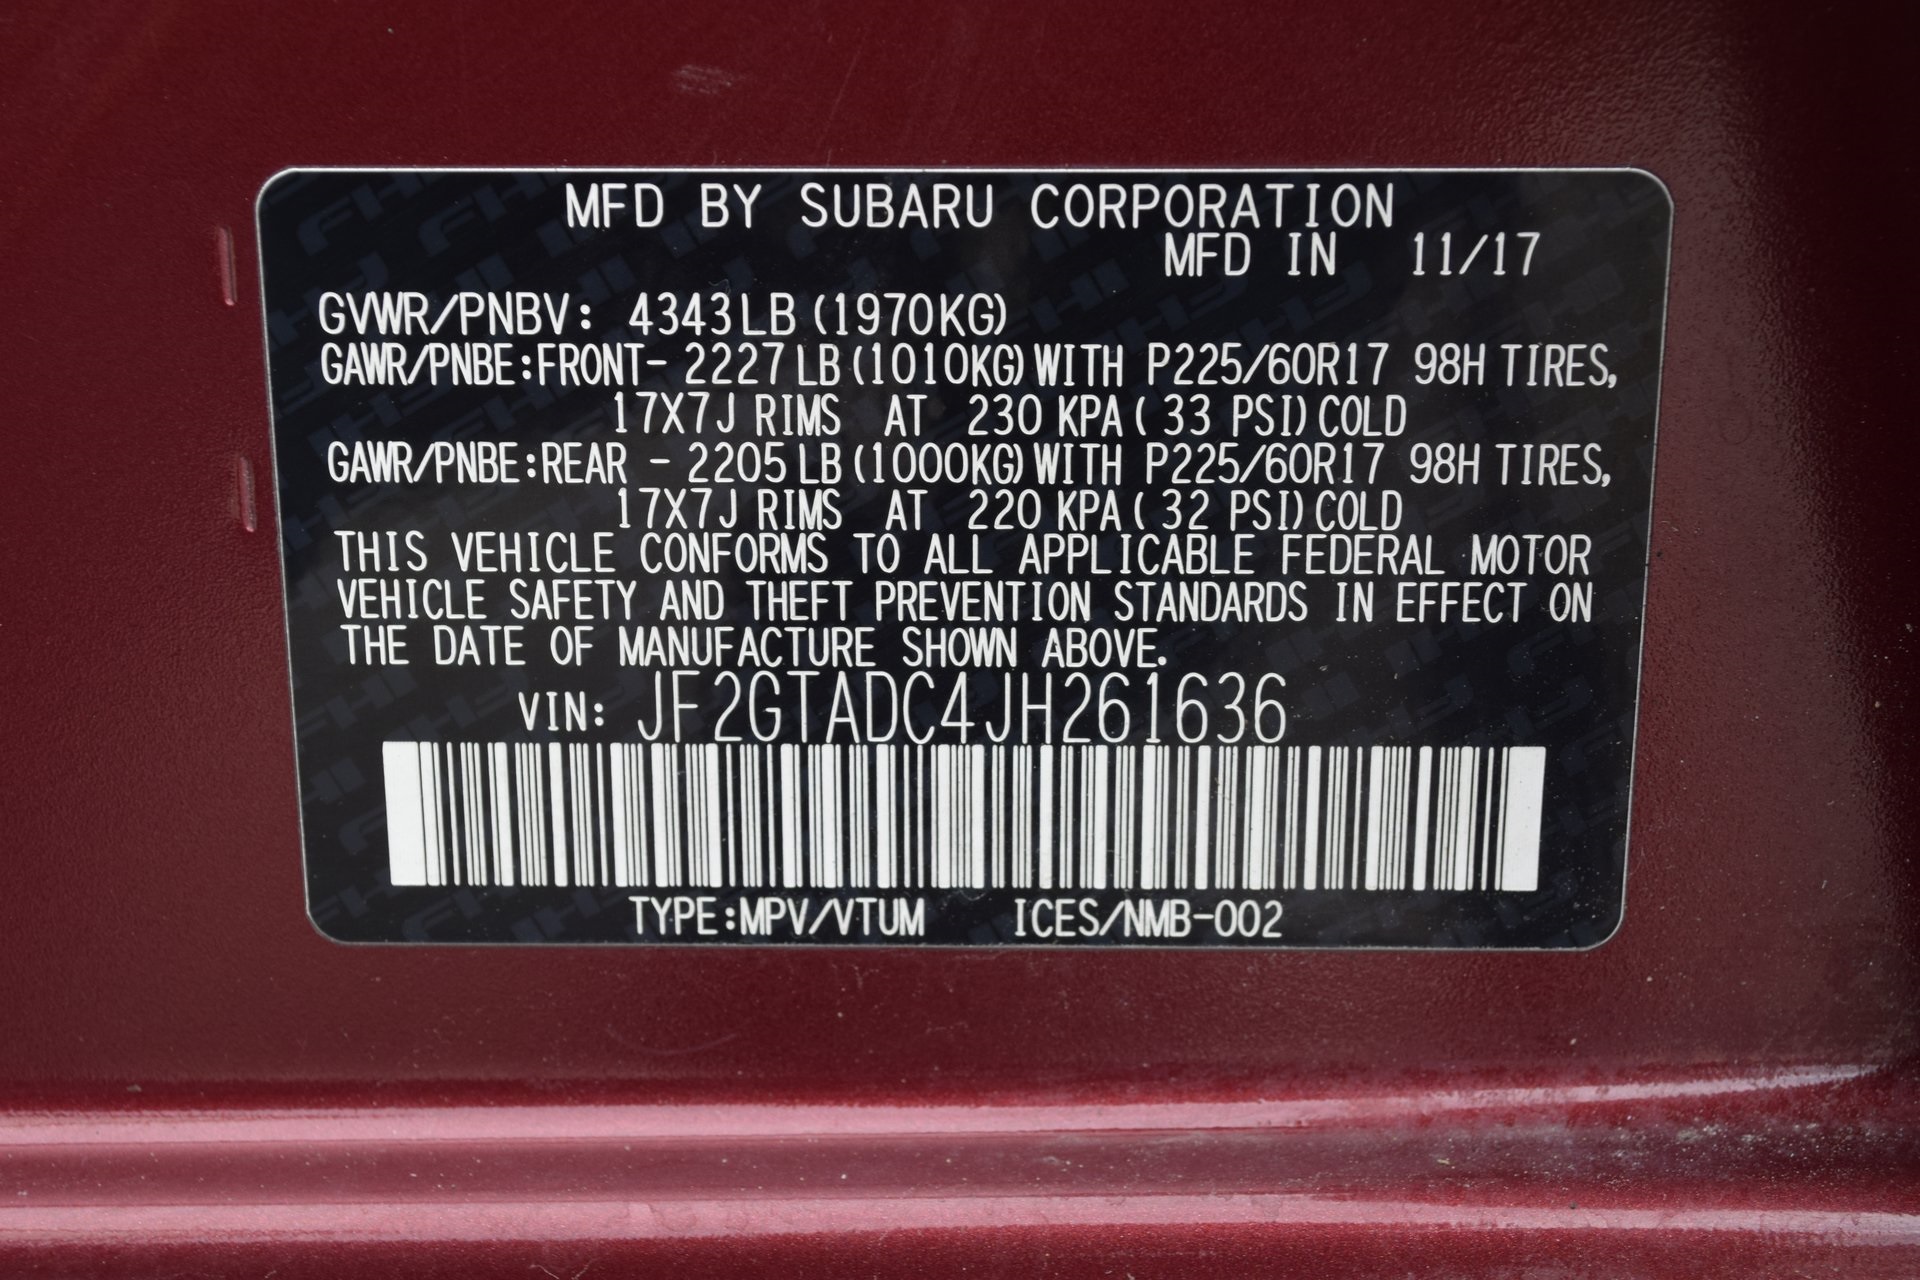 MFD BY SUBARU CORPORATION
MFD IN 11/17
GVWR/PNBV: 4343LB (1970KG)
GAWR/PNBE:FRONT- 2227LB (1010KG) WITH P225/60R17 98H TIRES,
17X7J RIMS AT 230 KPA ( 33 PSI) COLD
GAWR/PNBE:REAR - 2205LB (1000KG) WITH P225/60R17 98H TIRES,
17X7J RIMS AT 220 KPA ( 32 PSI) COLD
THIS VEHICLE CONFORMS TO ALL APPLICABLE FEDERAL MOTOR
VEHICLE SAFETY AND THEFT PREVENTION STANDARDS IN EFFECT ON
THE DATE OF MANUFACTURE SHOWN ABOVE.
VIN: JF2GTADC4JH261636
TYPE:MPV/VTUM ICES/NMB-002